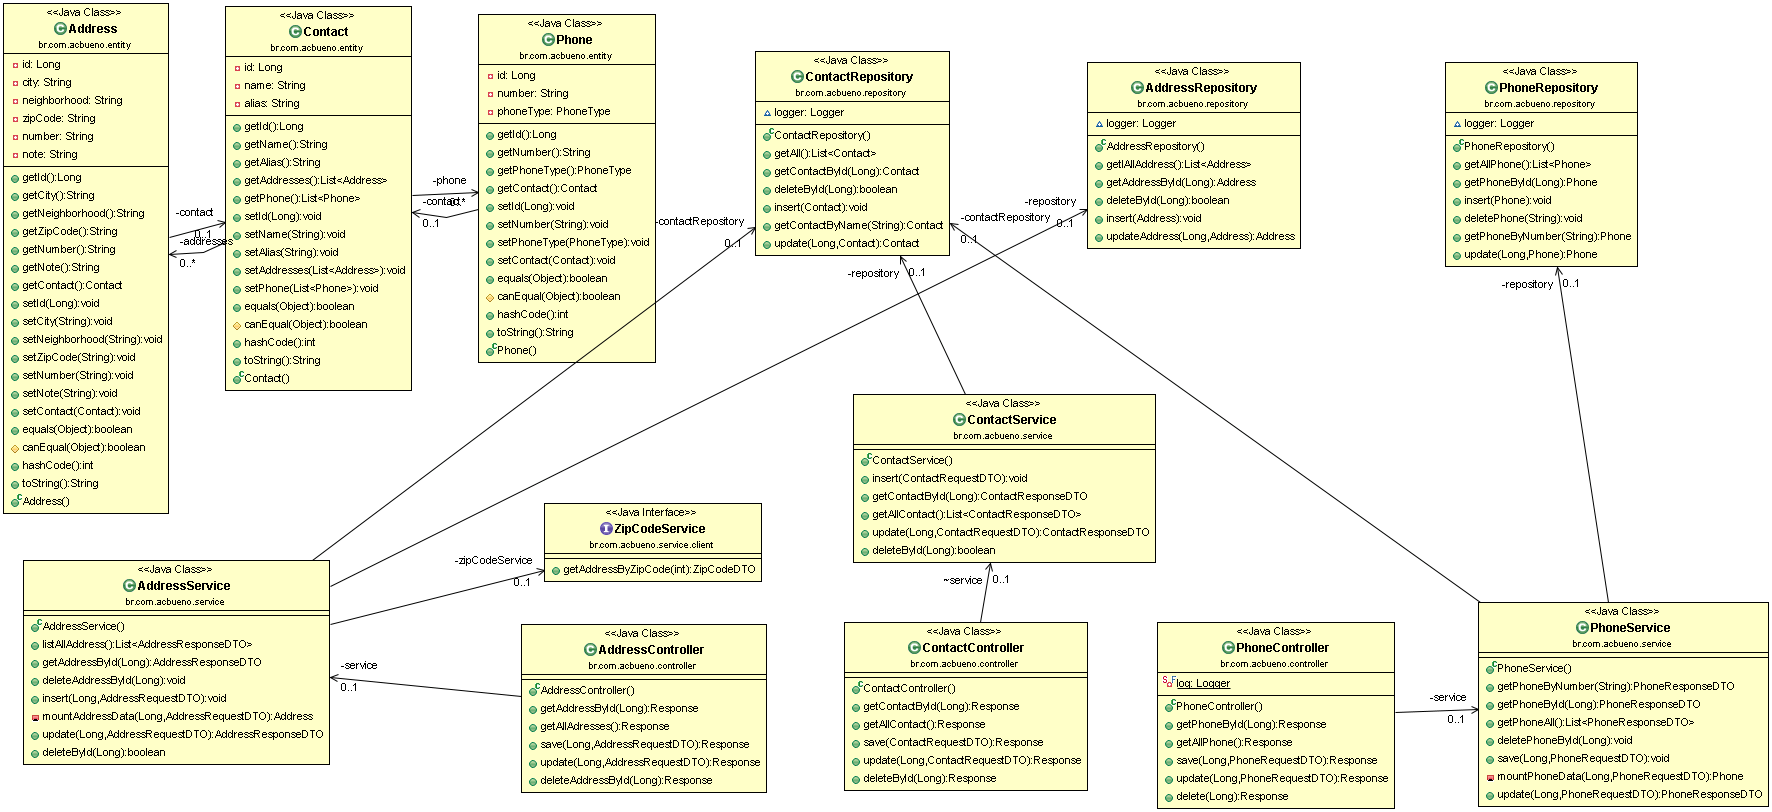 <<Java Class>>
Address
br.com.acbueno.entity
id: Long
city: String
neighborhood: String
zipCode: String
number: String
note: String
getId():Long
getCity():String
getNeighborhood():String
getZipCode():String
getNumber():String
getNote():String
getContact():Contact
setId(Long):void
setCity(String):void
setNeighborhood(String):void
setZipCode(String):void
setNumber(String):void
setNote(String):void
setContact(Contact):void
equals(Object):boolean
canEqual(Object):boolean
hashCode():int
toString():String
Address()
-contact
0..1
-addresses
0..*
<<Java Class>>
Contact
br.com.acbueno.entity
id: Long
name: String
alias: String
getId():Long
getName():String
getAlias():String
getAddresses():List<Address>
getPhone():List<Phone>
setId(Long):void
setName(String):void
setAlias(String):void
setAddresses(List<Address>):void
setPhone(List<Phone>):void
equals(Object):boolean
canEqual(Object):boolean
hashCode():int
toString():String
Contact()
-phone
0..*
-contact
0..1
<<Java Class>>
Phone
br.com.acbueno.entity
id: Long
number: String
phoneType: PhoneType
getId():Long
getNumber():String
getPhoneType():PhoneType
getContact():Contact
setId(Long):void
setNumber(String):void
setPhoneType(PhoneType):void
setContact(Contact):void
equals(Object):boolean
canEqual(Object):boolean
hashCode():int
toString():String
Phone()
-contactRepository
0..1
<<Java Class>>
ContactRepository
br.com.acbueno.repository
logger: Logger
ContactRepository()
getAll():List<Contact>
getContactById(Long):Contact
deleteById(Long):boolean
insert(Contact):void
getContactByName(String):Contact
update(Long,Contact):Contact
-repository
0..1
-contactRepository
0..1
-repository
0..1
<<Java Class>>
AddressRepository
br.com.acbueno.repository
logger: Logger
AddressRepository()
getlAllAddress():List<Address>
getAddressById(Long):Address
deleteById(Long):boolean
insert(Address):void
updateAddress(Long,Address):Address
<<Java Class>>
PhoneRepository
br.com.acbueno.repository
logger: Logger
PhoneRepository()
getAllPhone():List<Phone>
getPhoneById(Long):Phone
insert(Phone):void
deletePhone(String):void
getPhoneByNumber(String):Phone
update(Long,Phone):Phone
-repository
0..1
<<Java Class>>
ContactService
br.com.acbueno.service
ContactService()
insert(ContactRequestDTO):void
getContactById(Long):ContactResponseDTO
getAllContact():List<ContactResponseDTO>
update(Long,ContactRequestDTO):ContactResponseDTO
deleteById(Long):boolean
~service
0..1
<<Java Interface>>
ZipCodeService
br.com.acbueno.service.client
getAddressByZipCode(int):ZipCodeDTO
-zipCodeService
0..1
<<Java Class>>
AddressService
br.com.acbueno.service
AddressService()
listAllAddress():List<AddressResponseDTO>
getAddressById(Long):AddressResponseDTO
deleteAddressById(Long):void
insert(Long,AddressRequestDTO):void
mountAddressData(Long,AddressRequestDTO):Address
update(Long,AddressRequestDTO):AddressResponseDTO
deleteById(Long):boolean
-service
0..1
<<Java Class>>
AddressController
br.com.acbueno.controller
AddressController()
getAddressById(Long):Response
getAllAdresses():Response
save(Long,AddressRequestDTO):Response
update(Long,AddressRequestDTO):Response
deleteAddressById(Long):Response
<<Java Class>>
ContactController
br.com.acbueno.controller
ContactController()
getContactById(Long):Response
getAllContact():Response
save(ContactRequestDTO):Response
update(Long,ContactRequestDTO):Response
deleteById(Long):Response
<<Java Class>>
PhoneController
br.com.acbueno.controller
log: Logger
PhoneController()
getPhoneById(Long):Response
getAllPhone():Response
save(Long,PhoneRequestDTO):Response
update(Long,PhoneRequestDTO):Response
delete(Long):Response
-service
0..1
<<Java Class>>
PhoneService
br.com.acbueno.service
PhoneService()
getPhoneByNumber(String):PhoneResponseDTO
getPhoneById(Long):PhoneResponseDTO
getPhoneAll():List<PhoneResponseDTO>
deletePhoneById(Long):void
save(Long,PhoneRequestDTO):void
mountPhoneData(Long,PhoneRequestDTO):Phone
update(Long,PhoneRequestDTO):PhoneResponseDTO